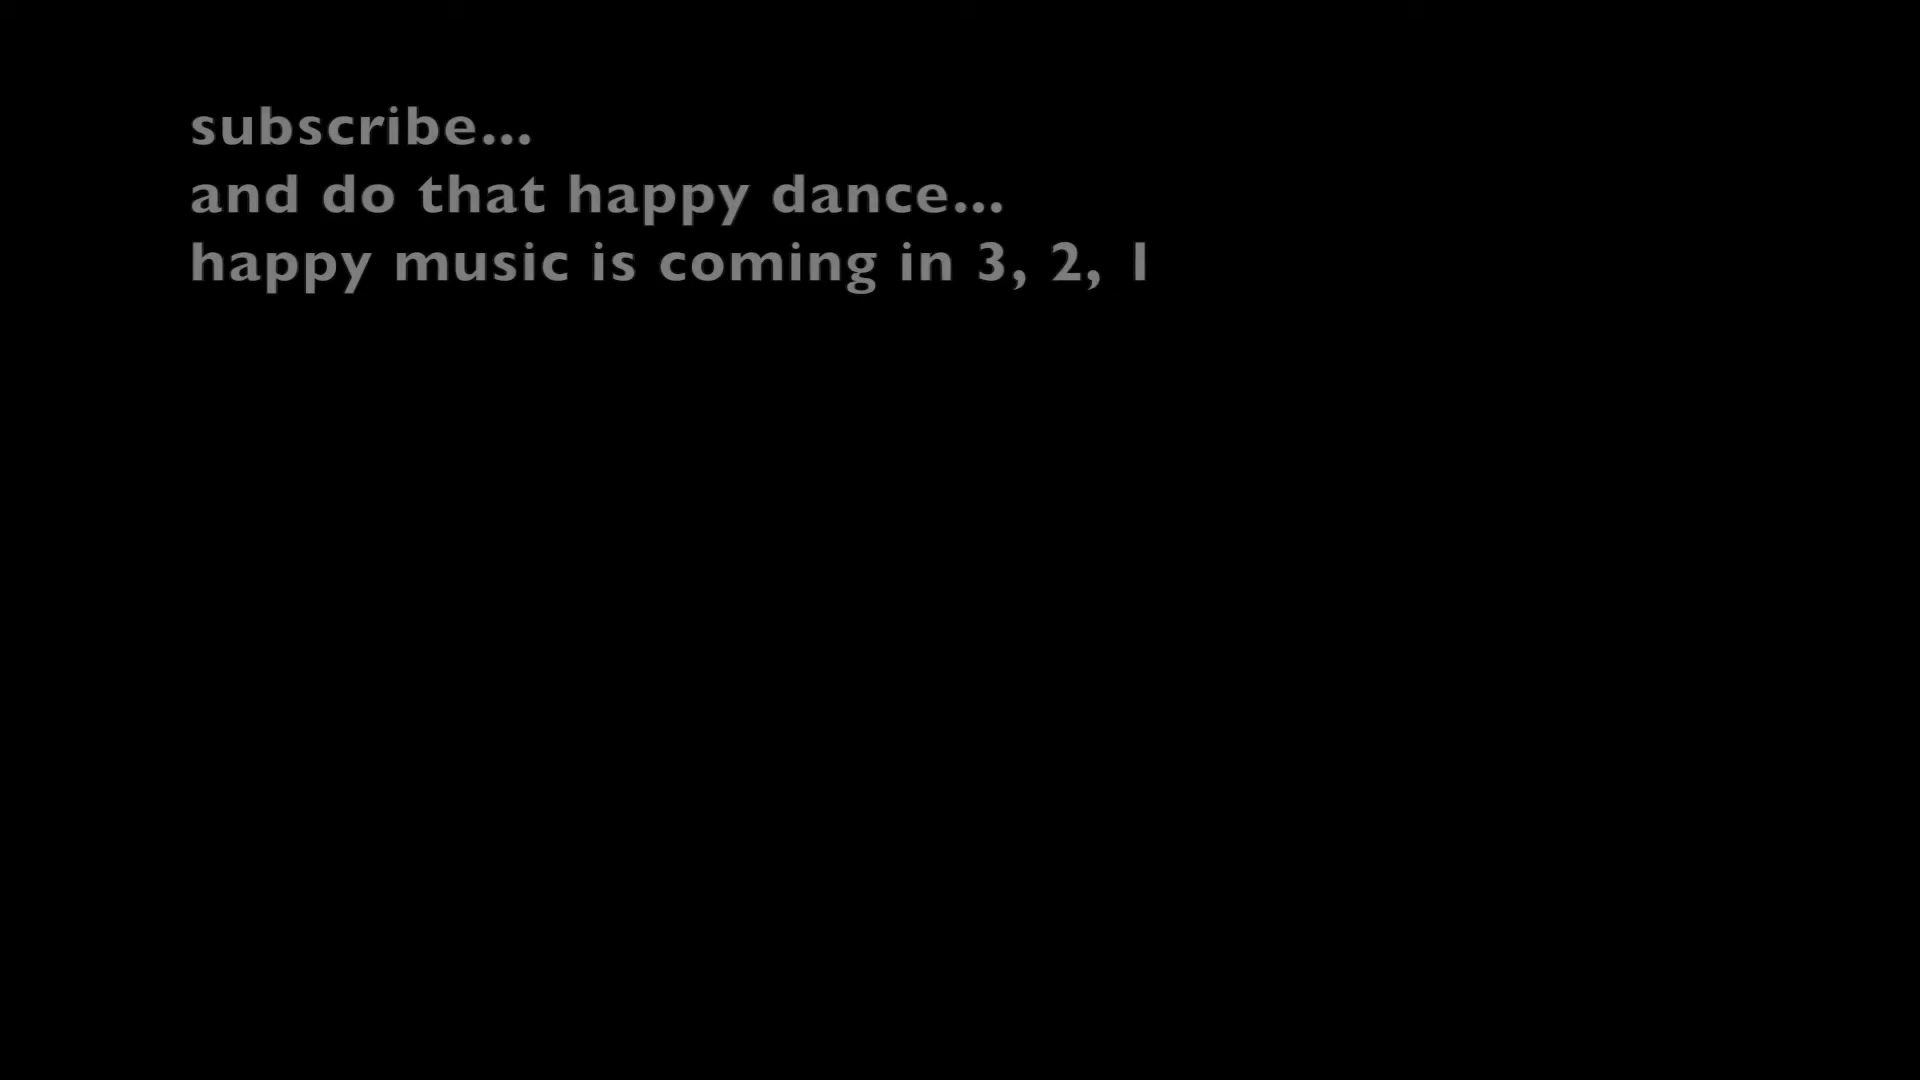 subscribe...
and do that happy dance...
happy music is coming in 3, 2, 1